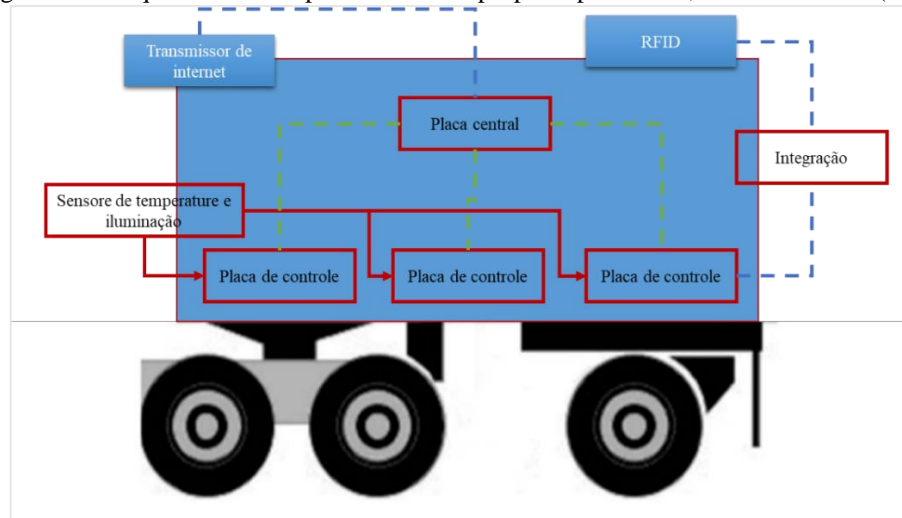 Transmissor de
internet
RFID
Placa central
Integração
Sensore de temperature e
iluminação
Placa de controle
Placa de controle
Placa de controle